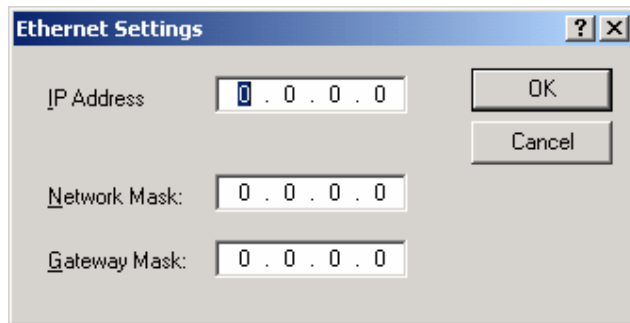 Ethernet Settings ? ×
IP Address 0 . 0 . 0 . 0 OK
Cancel
Network Mask: 0 . 0 . 0 . 0
Gateway Mask: 0 . 0 . 0 . 0